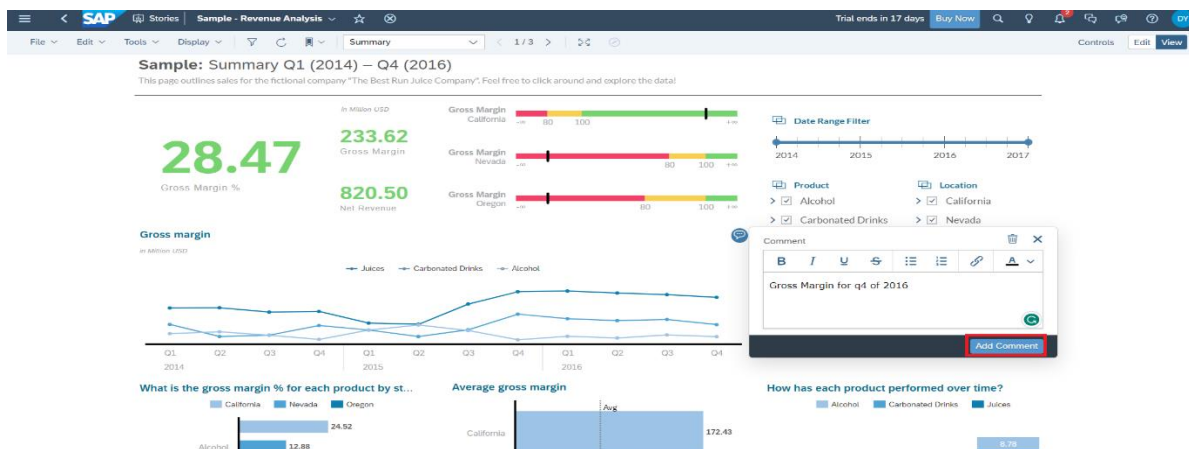 SAP Stories Sample - Revenue Analysis Trial ends in 17 days Buy Now DY
File Edit Tools Display Summary 1 / 3 Controls Edit View
Sample: Summary Q1 (2014) – Q4 (2016)
This page outlines sales for the fictional company "The Best Run Juice Company". Feel free to click around and explore the data!
28.47
Gross Margin %
in Million USD
233.62
Gross Margin
820.50
Net Revenue
Gross Margin
California
-∞ 80 100 +∞
Gross Margin
Nevada
-∞ 80 100 +∞
Gross Margin
Oregon
-∞ 80 100 +∞
Date Range Filter
2014 2015 2016 2017
Product
Alcohol
Carbonated Drinks
Location
California
Nevada
Gross margin
in Million USD
Juices Carbonated Drinks Alcohol
Q1 Q2 Q3 Q4 Q1 Q2 Q3 Q4 Q1 Q2 Q3 Q4
2014 2015 2016
Comment
B I U S A
Gross Margin for q4 of 2016
Add Comment
What is the gross margin % for each product by st...
California Nevada Oregon
24.52
Alcohol 12.88
Average gross margin
Avg
California 172.43
How has each product performed over time?
Alcohol Carbonated Drinks Juices
8.78